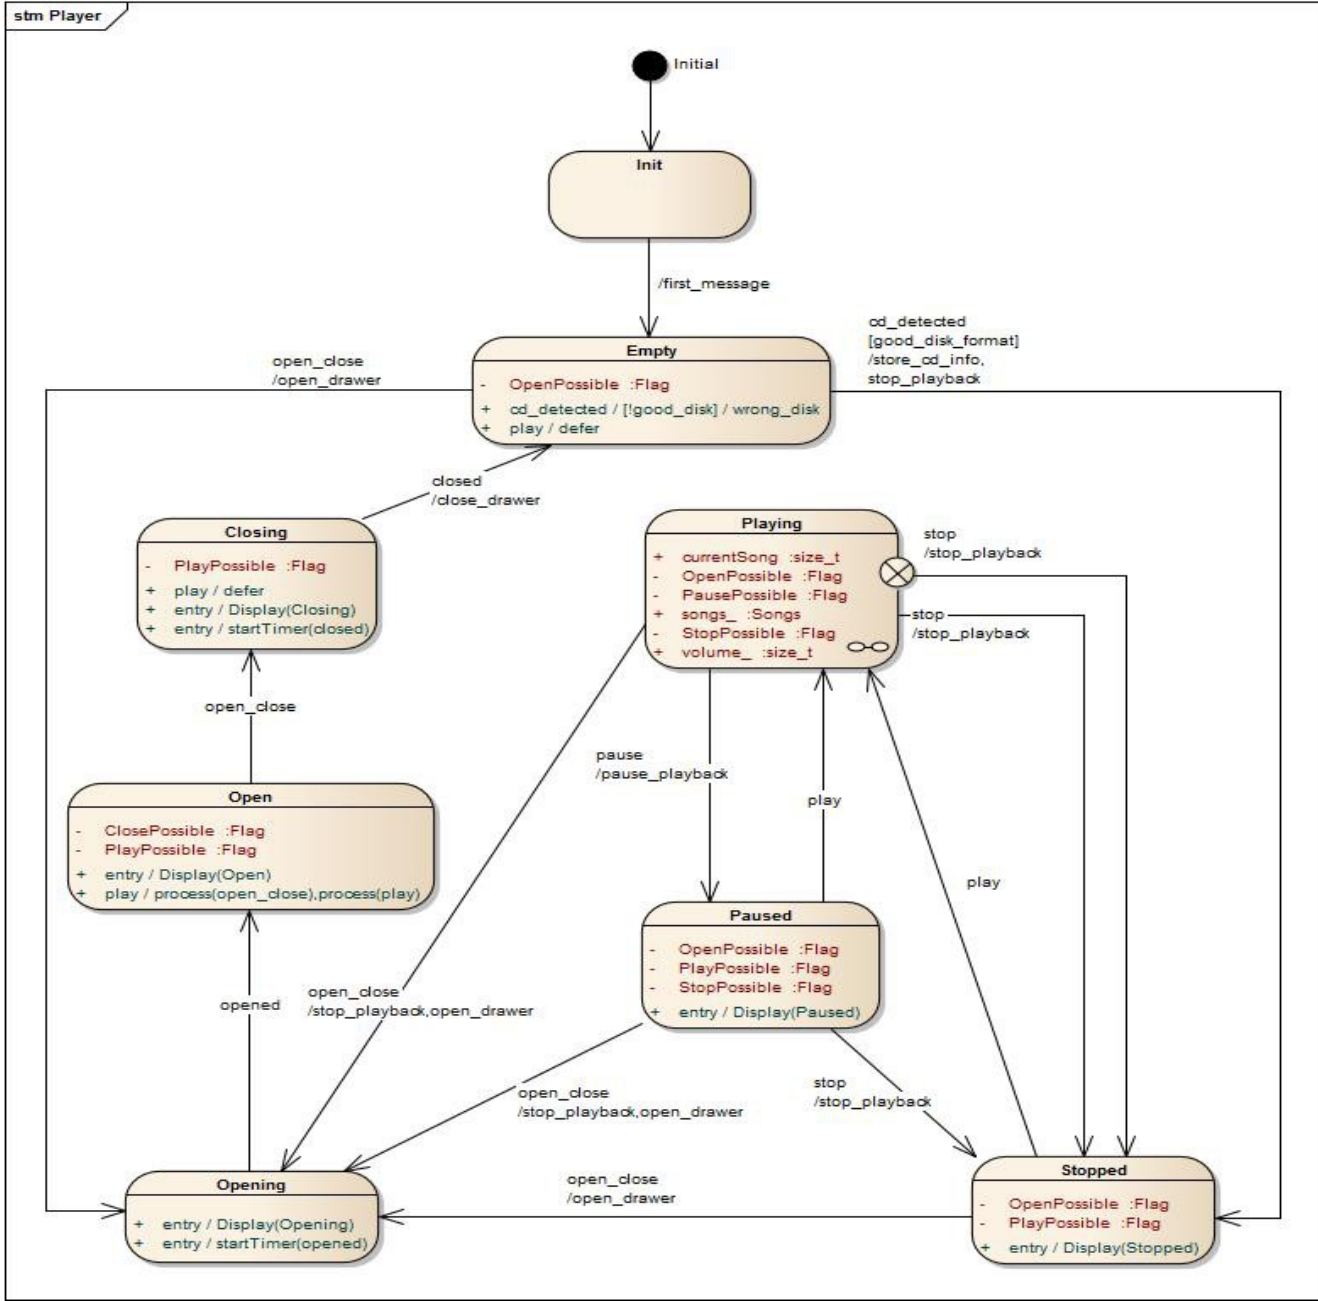 stm Player
Initial
Init
/first_message
cd_detected
[good_disk_format]
/store_cd_info,
stop_playback
open_close
/open_drawer
Empty
- OpenPossible :Flag
+ cd_detected / [!good_disk] / wrong_disk
+ play / defer
closed
/close_drawer
Closing
- PlayPossible :Flag
+ play / defer
+ entry / Display(Closing)
+ entry / startTimer(closed)
Playing
+ currentSong :size_t
- OpenPossible :Flag
- PausePossible :Flag
+ songs_ :Songs
- StopPossible :Flag
+ volume_ :size_t
stop
/stop_playback
stop
/stop_playback
open_close
pause
/pause_playback
play
Open
- ClosePossible :Flag
- PlayPossible :Flag
+ entry / Display(Open)
+ play / process(open_close),process(play)
play
Paused
- OpenPossible :Flag
- PlayPossible :Flag
- StopPossible :Flag
+ entry / Display(Paused)
opened
open_close
/stop_playback,open_drawer
open_close
/stop_playback,open_drawer
stop
/stop_playback
Opening
+ entry / Display(Opening)
+ entry / startTimer(opened)
open_close
/open_drawer
Stopped
- OpenPossible :Flag
- PlayPossible :Flag
+ entry / Display(Stopped)